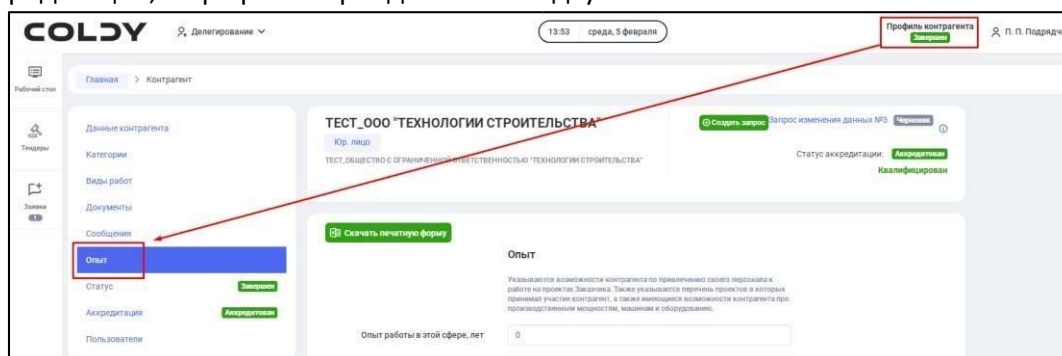 COLDY
Делегирование
13:53 среда, 5 февраля
Профиль контрагента
Завершен
П. П. Подрядч
Рабочий стол
Главная > Контрагент
Тендеры
Заявки
1
Данные контрагента
Категории
Виды работ
Документы
Сообщения
Опыт
Статус Завершен
Аккредитация Аккредитован
Пользователи
ТЕСТ_ООО "ТЕХНОЛОГИИ СТРОИТЕЛЬСТВА"
Юр. лицо
ТЕСТ_ОБЩЕСТВО С ОГРАНИЧЕННОЙ ОТВЕТСТВЕННОСТЬЮ "ТЕХНОЛОГИИ СТРОИТЕЛЬСТВА"
Создать запрос Запрос изменения данных №3 Черновик
Статус аккредитации: Аккредитован
Квалифицирован
Скачать печатную форму
Опыт
Указываются возможности контрагента по привлечению своего персонала к
работе на проектах Заказчика. Также указывается перечень проектов в которых
принимал участие контрагент, а также имеющиеся возможности контрагента про
производственным мощностям, машинам и оборудованию.
Опыт работы в этой сфере, лет 0